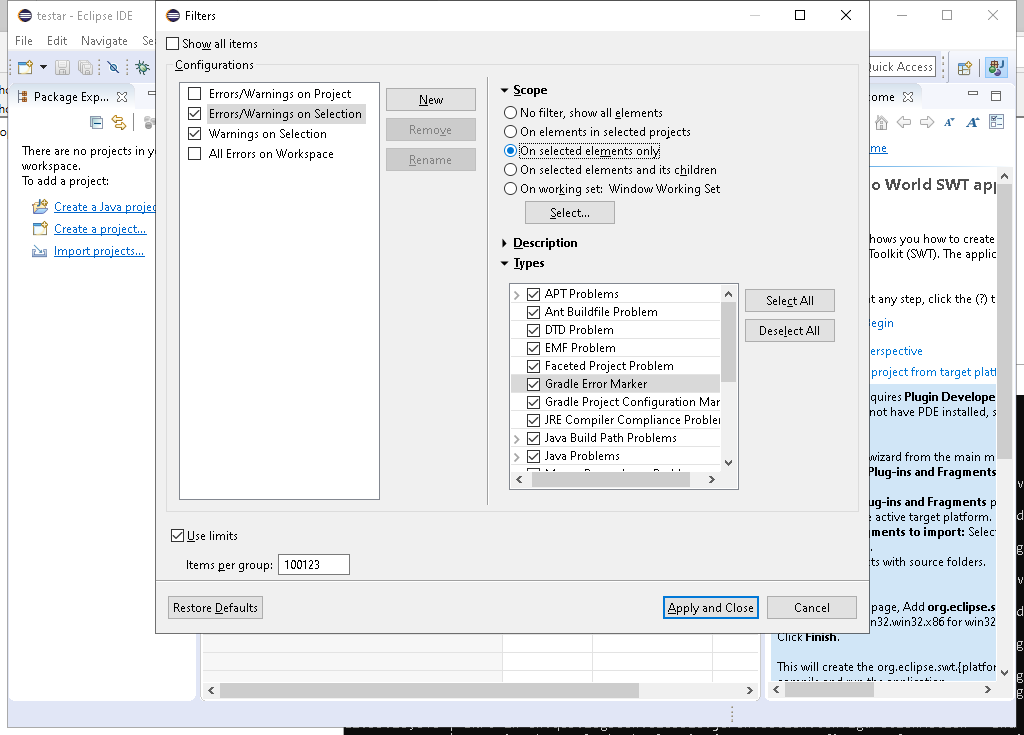 testar - Eclipse IDE
File Edit Navigate
Package Exp...
There are no projects in
workspace.
To add a project:
Create a Java
Create a project...
Import projects...
Filters
Show all items
Configurations
Errors/Warnings on Project
Errors/Warnings on Selection
Warnings on Selection
All Errors on Workspace
New
Remove
Rename
Scope
No filter, show all elements
On elements in selected projects
On selected elements only
On selected elements and its children
On working set: Window Working Set
Select...
Description
Types
APT Problems
Ant Buildfile Problem
DTD Problem
EMF Problem
Faceted Project Problem
Gradle Error Marker
Gradle Project Configuration Mar
JRE Compiler Compliance Probler
Java Build Path Problems
Java Problems
Select All
Deselect All
Use limits
Items per group: 100123
Restore Defaults
Apply and Close
Cancel
Quick Access
ome
me
o World SWT app
hows you how to create
Toolkit (SWT). The applic
t any step, click the (?) t
Begin
erspective
project from target platf
quires Plugin Develope
not have PDE installed, s
wizard from the main m
Plug-ins and Fragments
ug-ins and Fragments p
e active target platform.
gments to import: Selec
ts with source folders.
page, Add org.eclipse.s
n32.win32.x86 for win32
Click Finish.
This will create the org.eclipse.swt.{platfor
compile and run the application